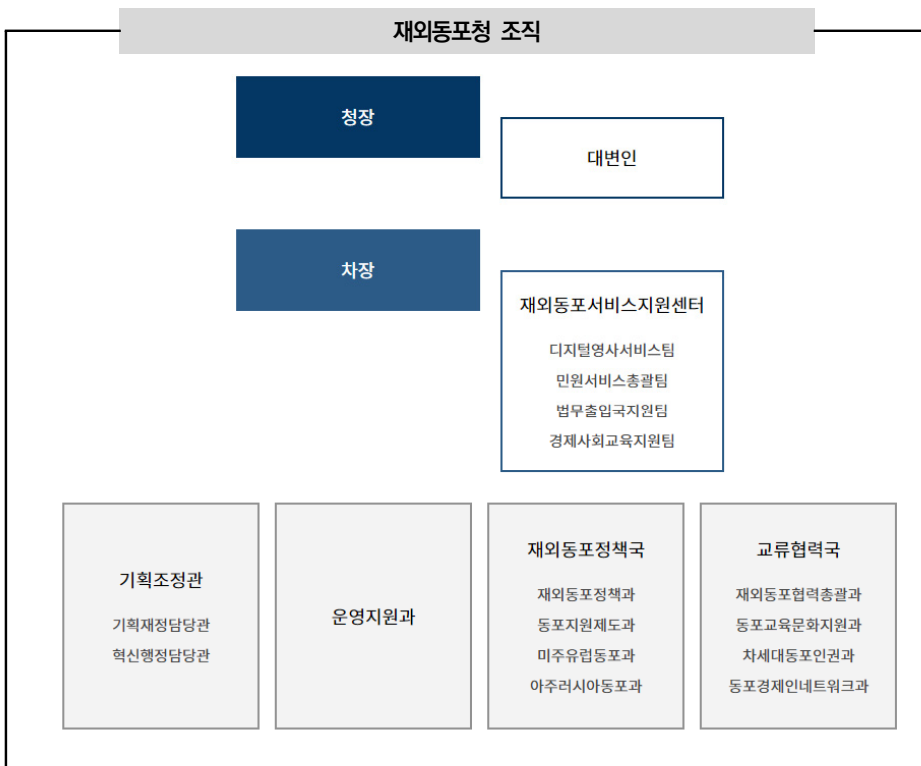 재외동포청 조직
청장
대변인
차장
재외동포서비스지원센터
디지털영사서비스팀
민원서비스총괄팀
법무출입국지원팀
경제사회교육지원팀
기획조정관
기획재정담당관
혁신행정담당관
운영지원과
재외동포정책국
재외동포정책과
동포지원제도과
미주유럽동포과
아주러시아동포과
교류협력국
재외동포협력총괄과
동포교육문화지원과
차세대동포인권과
동포경제인네트워크과